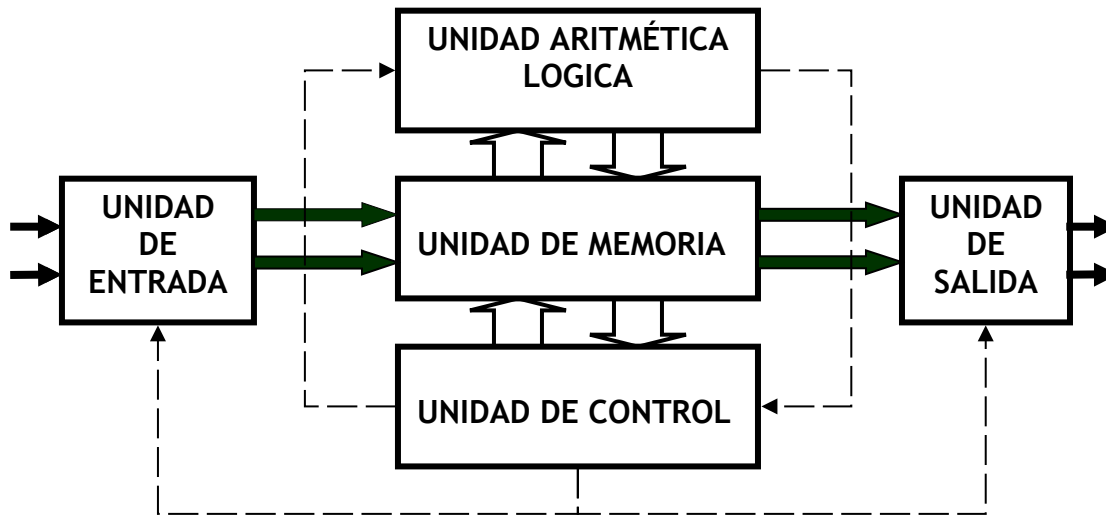 UNIDAD ARITMÉTICA
LOGICA
UNIDAD
DE
ENTRADA
UNIDAD DE MEMORIA
UNIDAD
DE
SALIDA
UNIDAD DE CONTROL